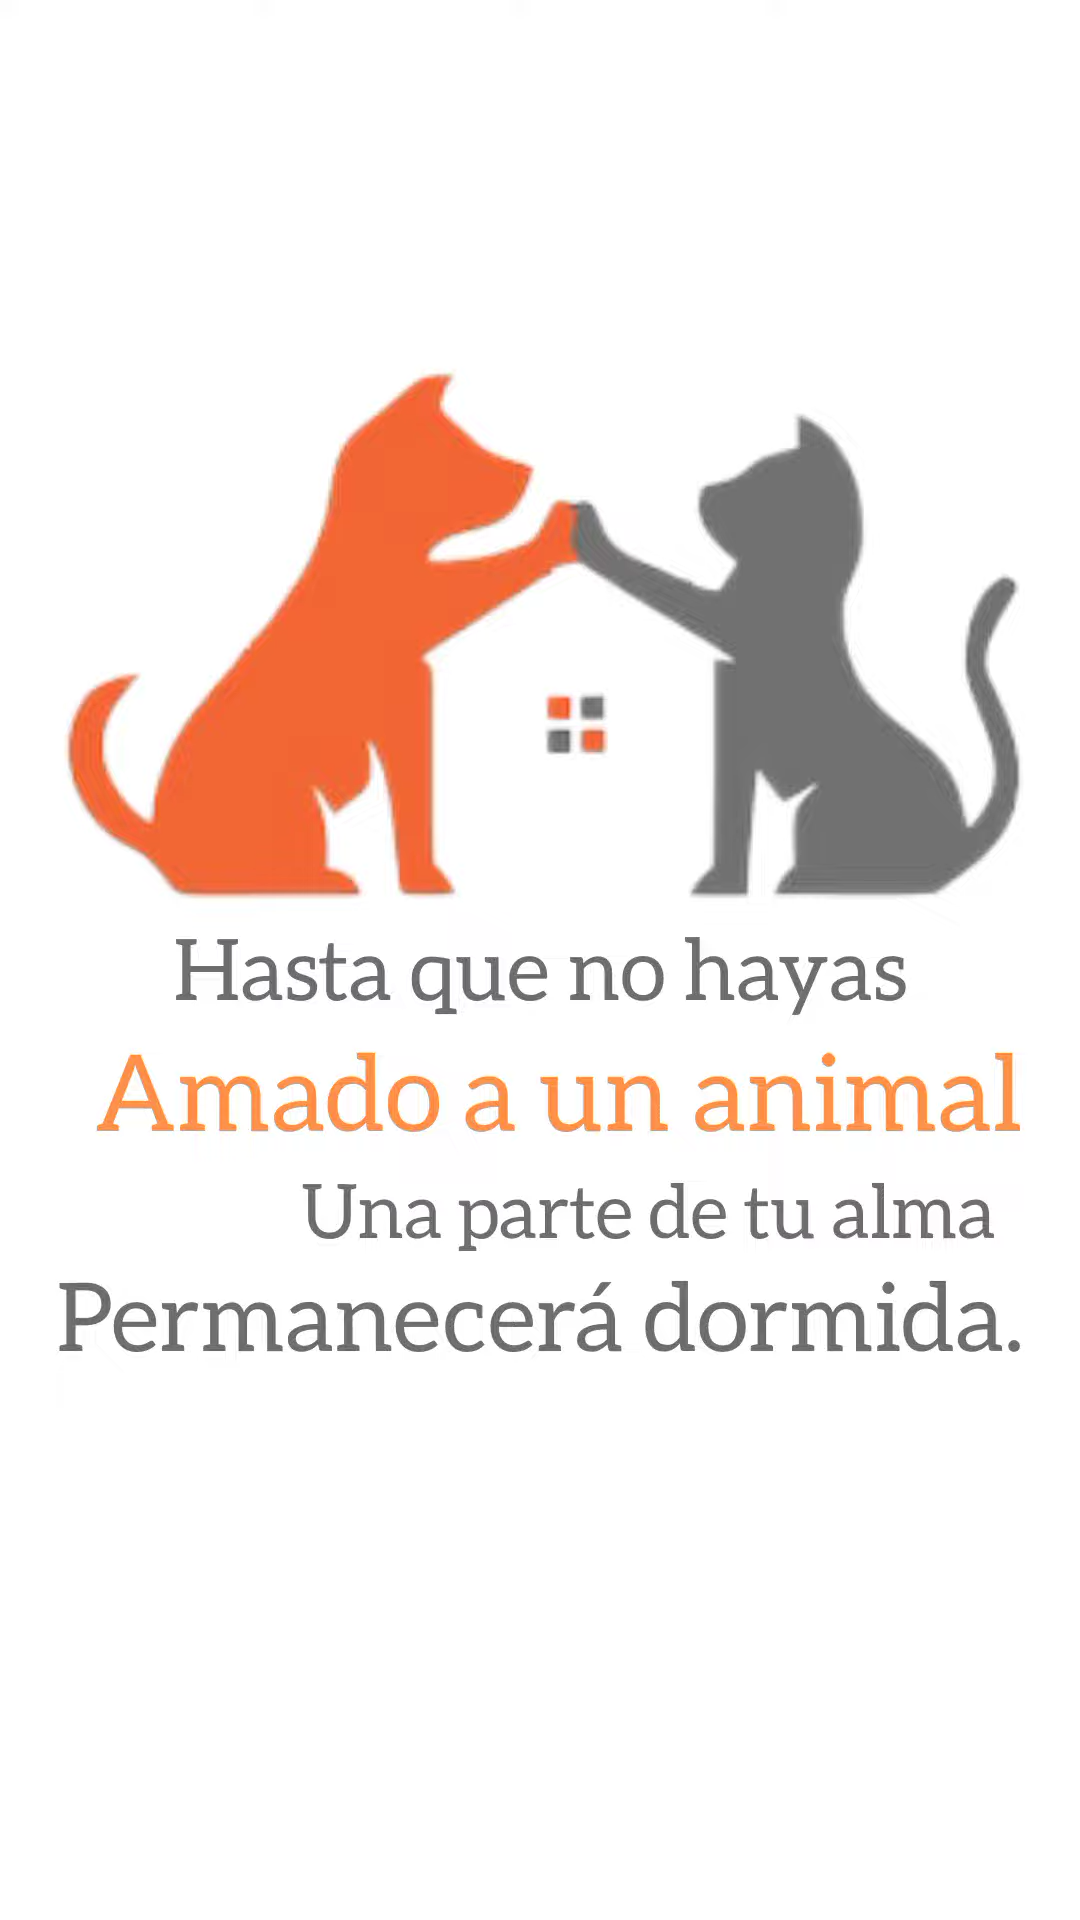 Hasta que no hayas
Amado a un animal
Una parte de tu alma
Permanecerá dormida.